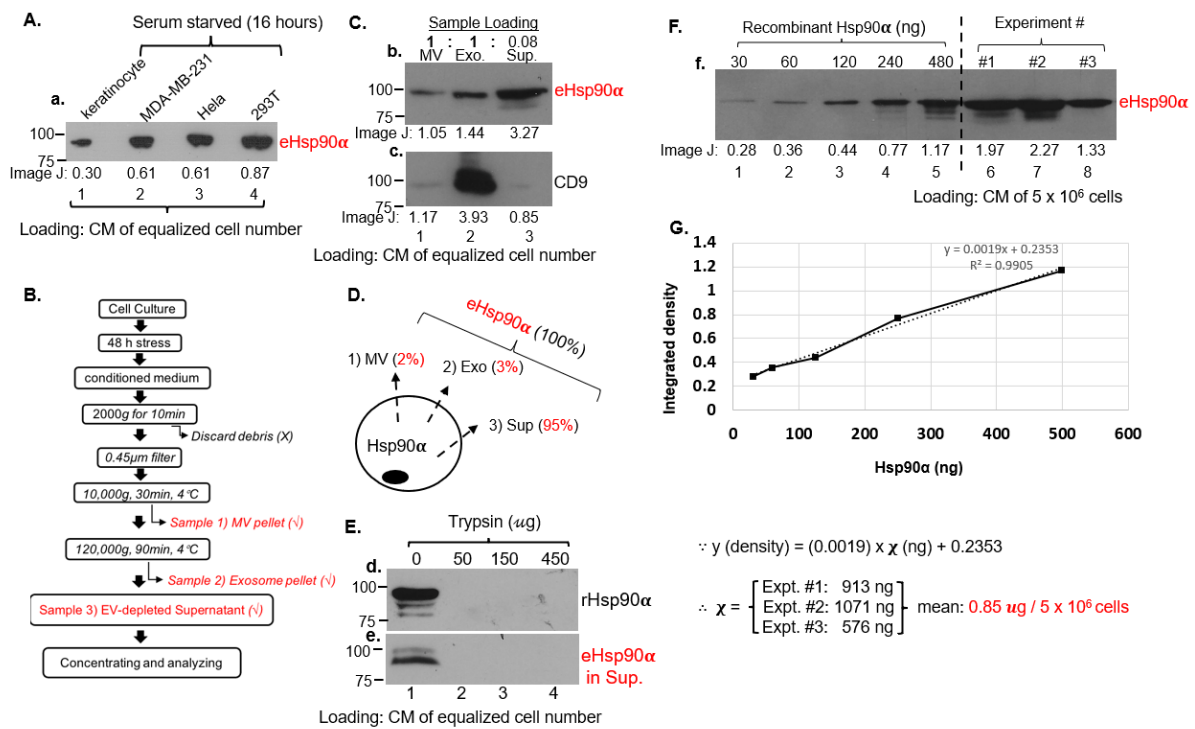 A.
Serum starved (16 hours)
keratinocyte
MDA-MB-231
Hela
293T
a.
100
75
eHsp90α
Image J: 0.30 0.61 0.61 0.87
1 2 3 4
Loading: CM of equalized cell number
B.
Cell Culture
48 h stress
conditioned medium
2000g for 10min
Discard debris (X)
0.45µm filter
10,000g, 30min, 4°C
Sample 1) MV pellet (√)
120,000g, 90min, 4°C
Sample 2) Exosome pellet (√)
Sample 3) EV-depleted Supernatant (√)
Concentrating and analyzing
C.
Sample Loading
1 : 1 : 0.08
b. MV Exo. Sup.
100
75
eHsp90α
Image J: 1.05 1.44 3.27
c.
100
75
CD9
Image J: 1.17 3.93 0.85
1 2 3
Loading: CM of equalized cell number
D.
eHsp90α (100%)
1) MV (2%)
2) Exo (3%)
3) Sup (95%)
Hsp90α
E.
Trypsin (ug)
0 50 150 450
d.
100
75
rHsp90α
e.
100
75
eHsp90α
in Sup.
1 2 3 4
Loading: CM of equalized cell number
F.
Recombinant Hsp90α (ng)
Experiment #
f.
30 60 120 240 480 #1 #2 #3
100
75
eHsp90α
Image J: 0.28 0.36 0.44 0.77 1.17 1.97 2.27 1.33
1 2 3 4 5 6 7 8
Loading: CM of 5 x 10⁶ cells
G.
y = 0.0019x + 0.2353
R² = 0.9905
Integrated density
1.4
1.2
1
0.8
0.6
0.4
0.2
0
0 100 200 300 400 500 600
Hsp90α (ng)
∵ y (density) = (0.0019) x χ (ng) + 0.2353
∴ χ =
Expt. #1: 913 ng
Expt. #2: 1071 ng
Expt. #3: 576 ng
mean: 0.85 ug / 5 x 10⁶ cells